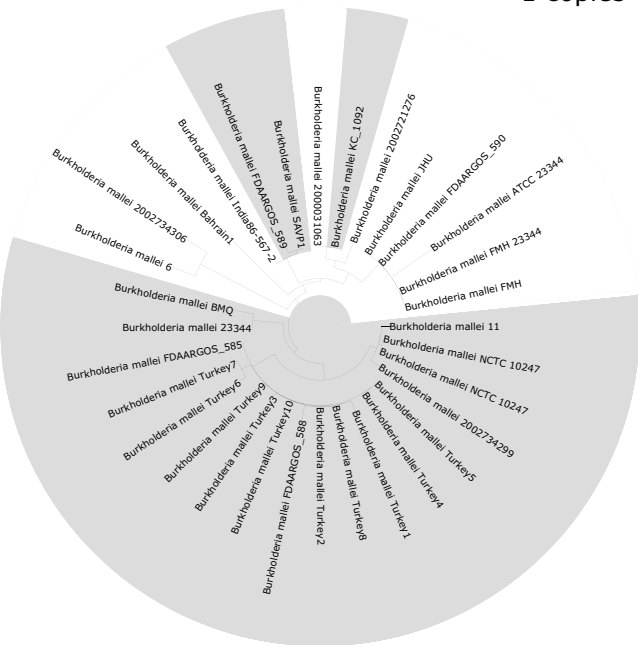 Burkholderia mallei 6
Burkholderia mallei 2002734306
Burkholderia mallei Bahrain1
Burkholderia mallei India86-567-2
Burkholderia mallei FDAARGOS_589
Burkholderia mallei SAVP1
Burkholderia mallei 2000031063
Burkholderia mallei KC_1092
Burkholderia mallei 2002721276
Burkholderia mallei JHU
Burkholderia mallei FDAARGOS_590
Burkholderia mallei ATCC 23344
Burkholderia mallei FMH 23344
Burkholderia mallei FMH
Burkholderia mallei 11
Burkholderia mallei NCTC 10247
Burkholderia mallei NCTC 10247
Burkholderia mallei 2002734299
Burkholderia mallei Turkey5
Burkholderia mallei Turkey4
Burkholderia mallei Turkey1
Burkholderia mallei Turkey8
Burkholderia mallei Turkey2
Burkholderia mallei FDAARGOS_588
Burkholderia mallei Turkey10
Burkholderia mallei Turkey3
Burkholderia mallei Turkey9
Burkholderia mallei Turkey6
Burkholderia mallei Turkey7
Burkholderia mallei FDAARGOS_585
Burkholderia mallei 23344
Burkholderia mallei BMQ